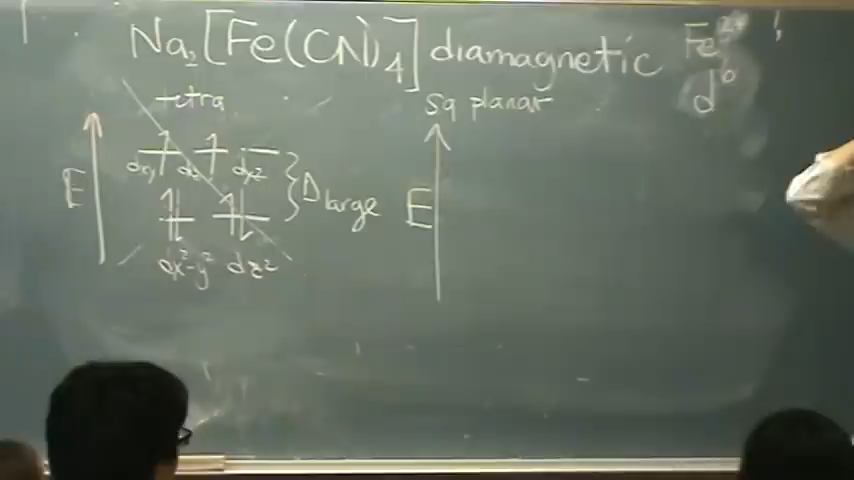 Na₂[Fe(CN)₄] diamagnetic Fe²⁺
d⁶
tetra
sq planar
dxy dxz dyz
E
Δ large
E
dx²-y² dz²